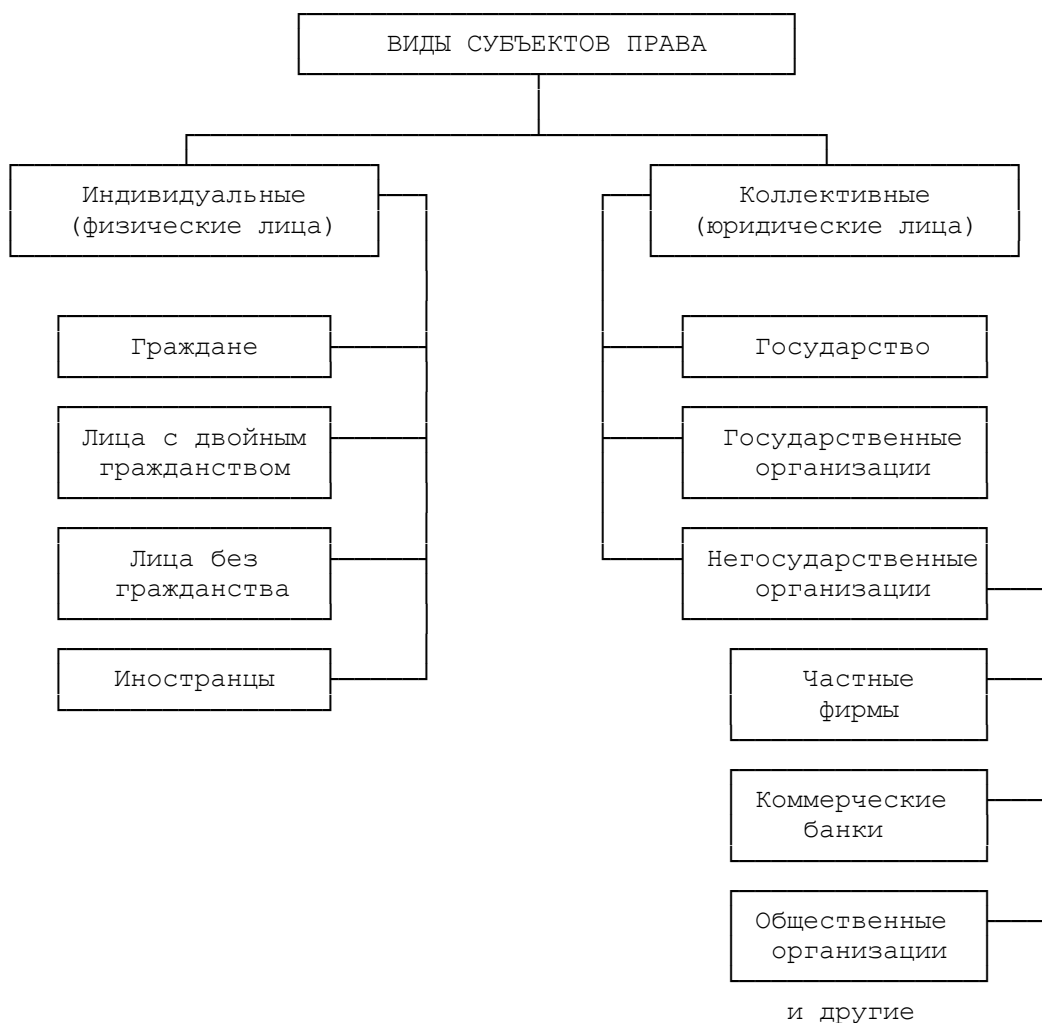 ВИДЫ СУБЪЕКТОВ ПРАВА
Индивидуальные
(физические лица)
Граждане
Лица с двойным
гражданством
Лица без
гражданства
Иностранцы
Коллективные
(юридические лица)
Государство
Государственные
организации
Негосударственные
организации
Частные
фирмы
Коммерческие
банки
Общественные
организации
и другие